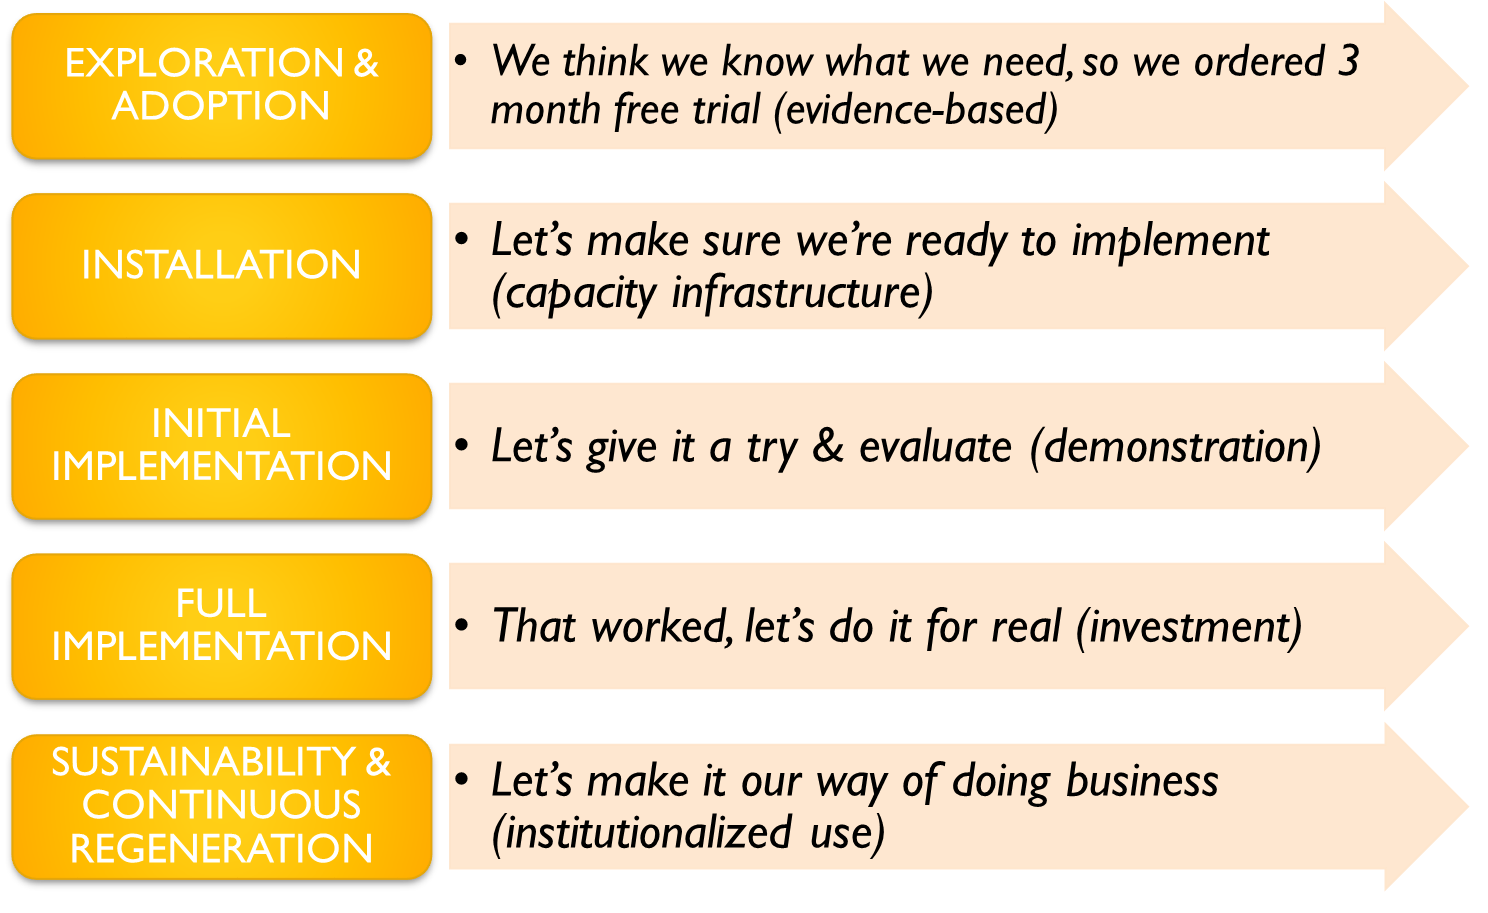 EXPLORATION &
ADOPTION
• We think we know what we need, so we ordered 3
month free trial (evidence-based)
INSTALLATION
• Let’s make sure we’re ready to implement
(capacity infrastructure)
INITIAL
IMPLEMENTATION
• Let’s give it a try & evaluate (demonstration)
FULL
IMPLEMENTATION
• That worked, let’s do it for real (investment)
SUSTAINABILITY &
CONTINUOUS
REGENERATION
• Let’s make it our way of doing business
(institutionalized use)